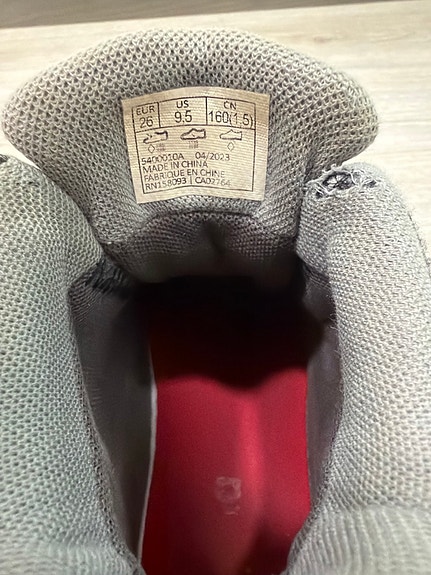 EUR US CN
26 9.5 160(1.5)
54D0010A 04/2023
MADE IN CHINA
FABRIQUE EN CHINE
RN158093 | CA02764